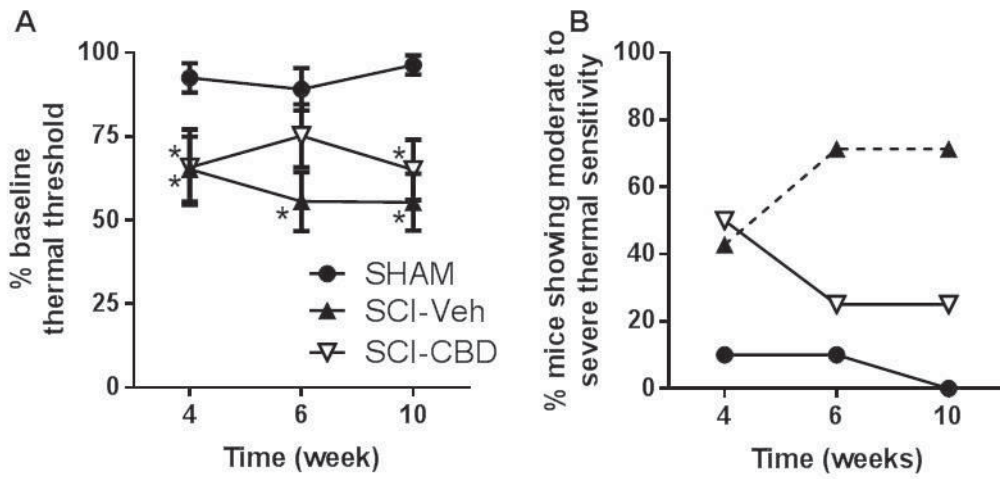 A
% baseline
thermal threshold
100
75
50
25
0
*
*
*
*
*
SHAM
SCI-Veh
SCI-CBD
4
6
10
Time (week)
B
% mice showing moderate to
severe thermal sensitivity
100
80
60
40
20
0
4
6
10
Time (weeks)